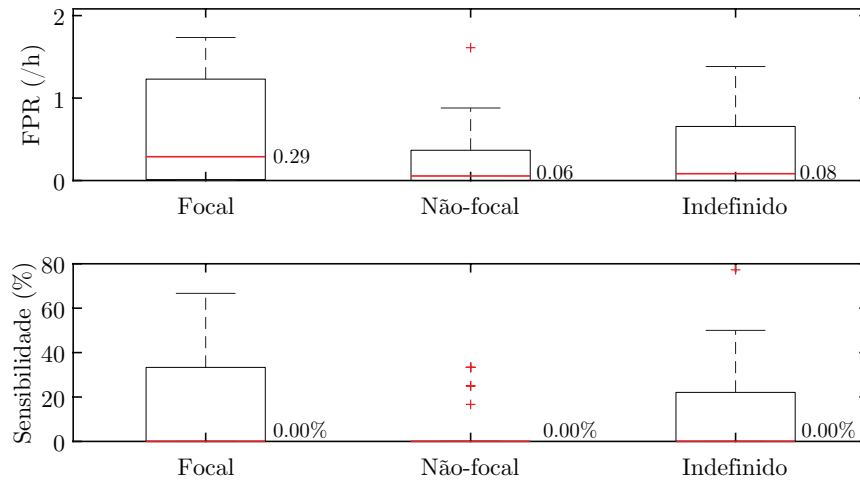 FPR (/h)
2
1
0
0.29
0.06
0.08
Focal
Não-focal
Indefinido
Sensibilidade (%)
80
60
40
20
0
0.00%
0.00%
0.00%
Focal
Não-focal
Indefinido